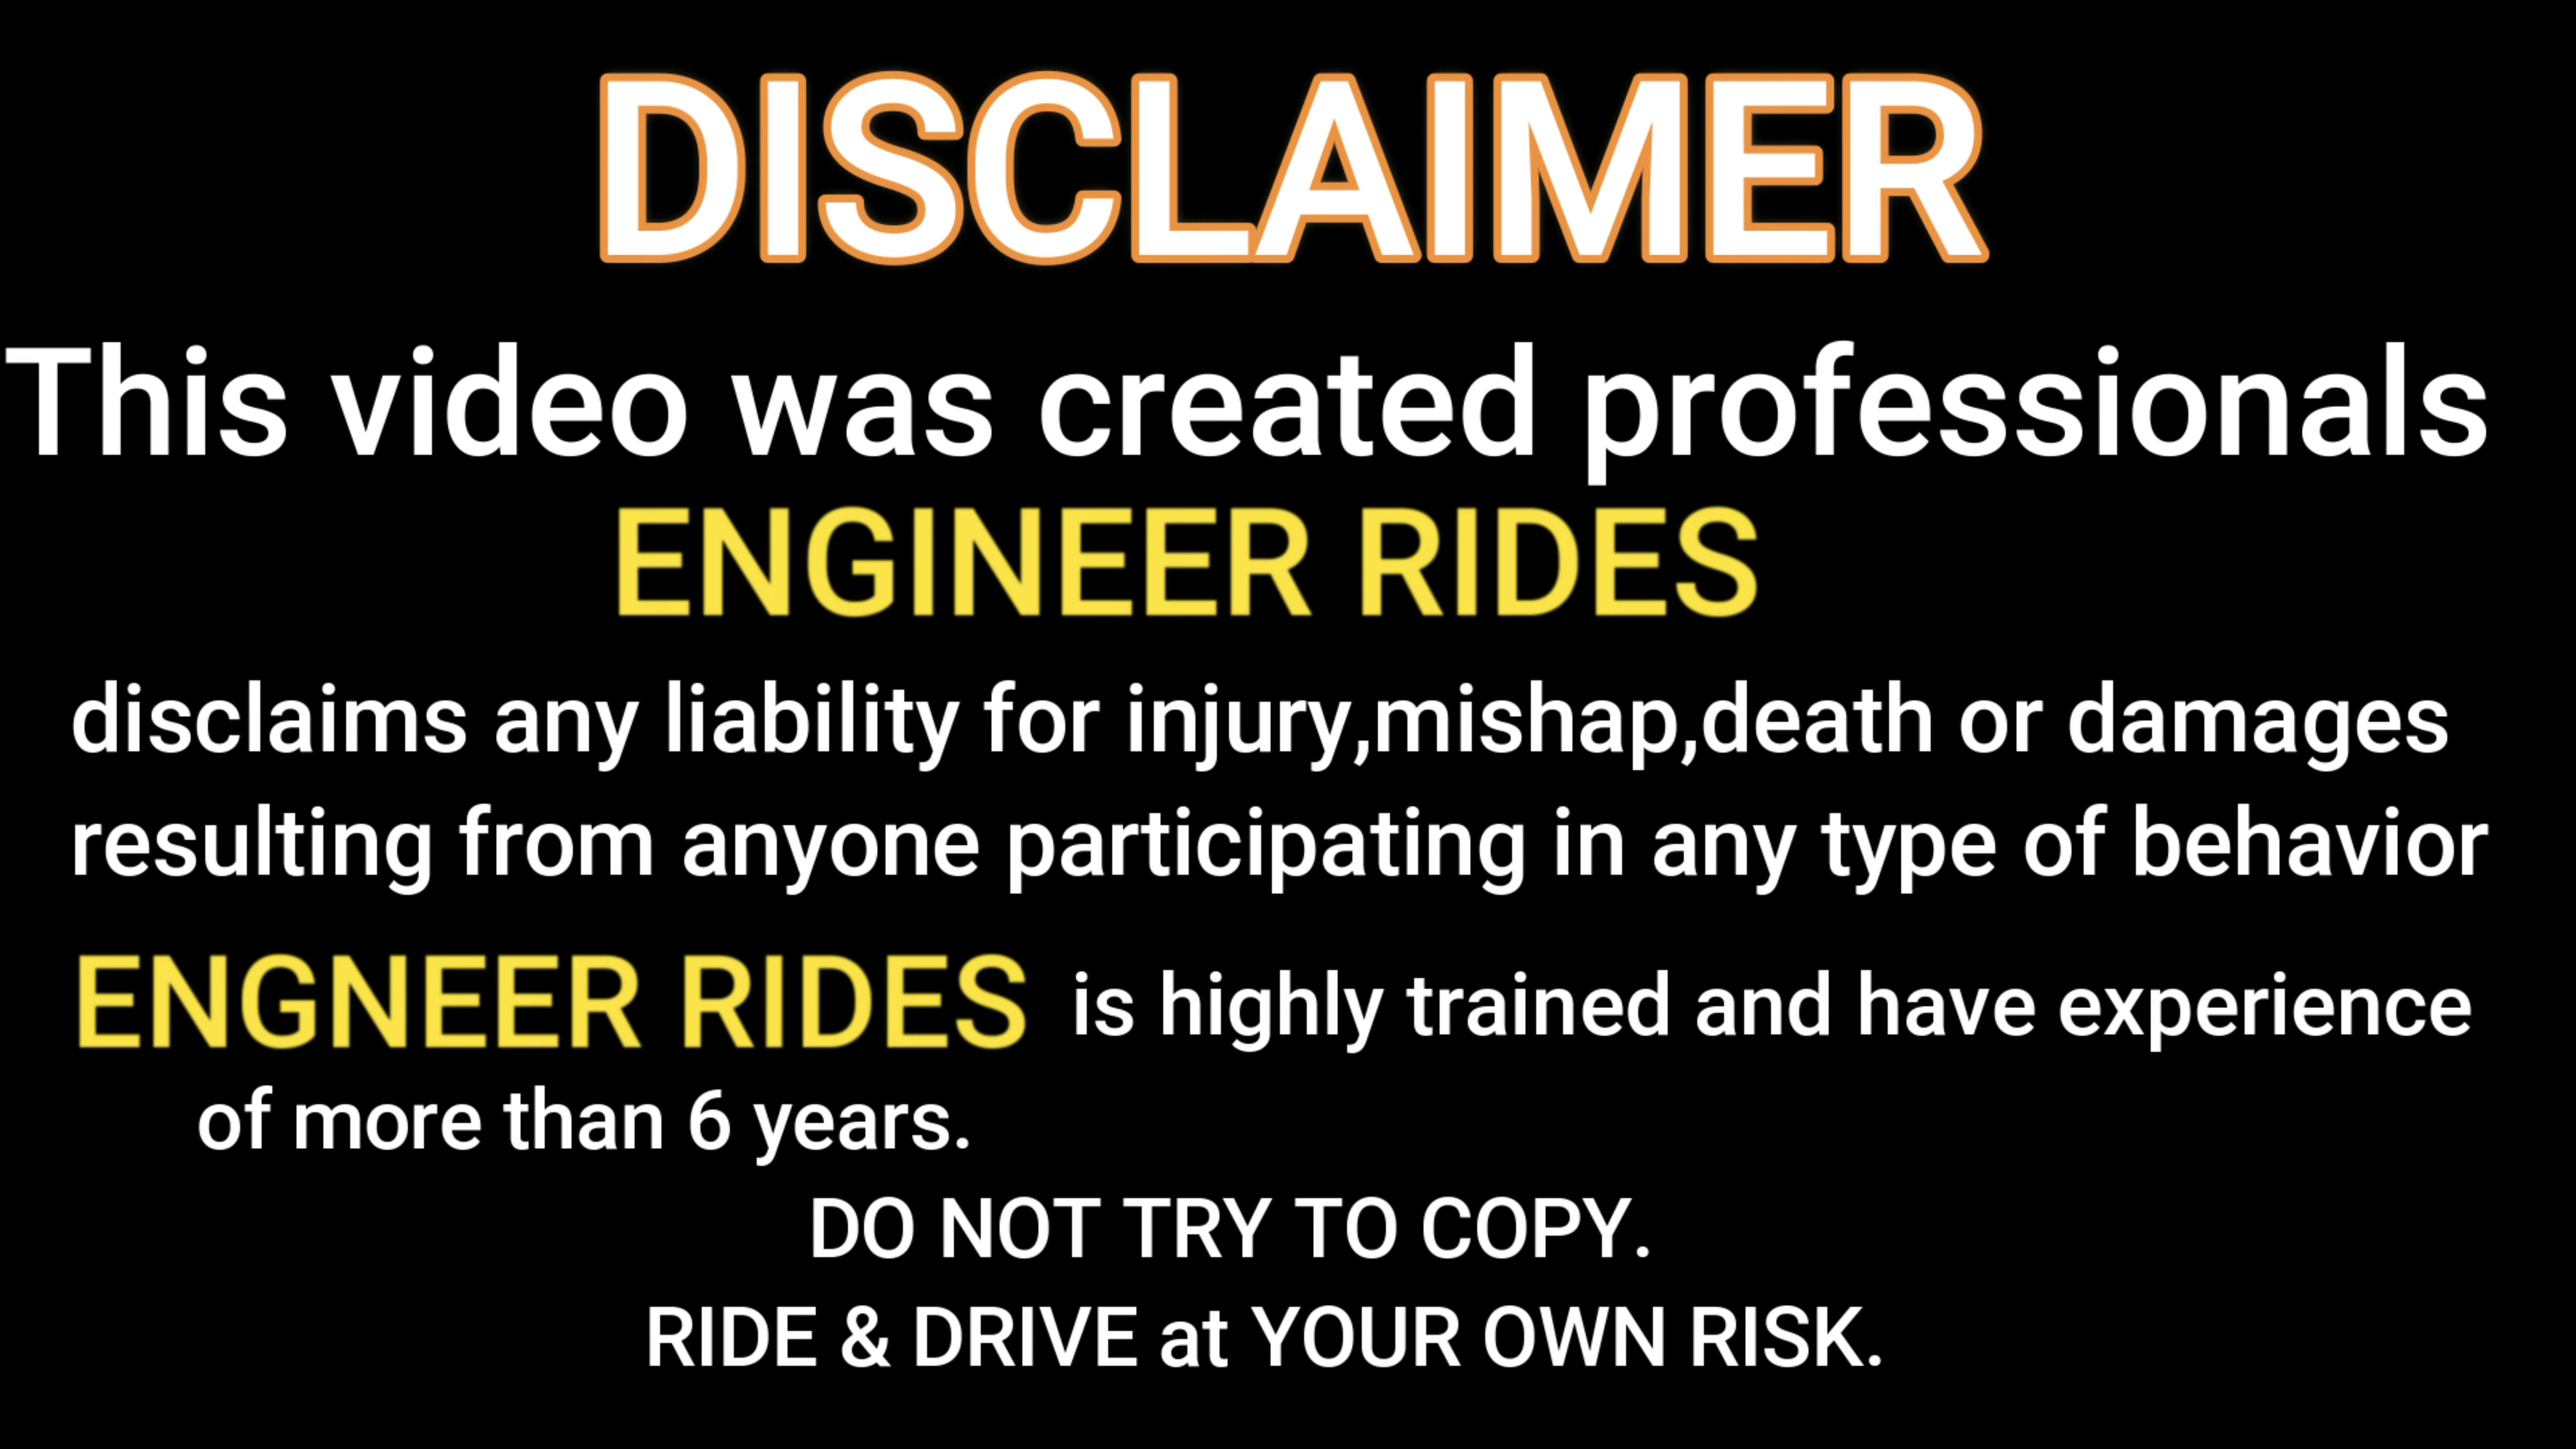 DISCLAIMER
This video was created professionals
ENGINEER RIDES
disclaims any liability for injury,mishap,death or damages
resulting from anyone participating in any type of behavior
ENGNEER RIDES is highly trained and have experience
of more than 6 years.
DO NOT TRY TO COPY.
RIDE & DRIVE at YOUR OWN RISK.